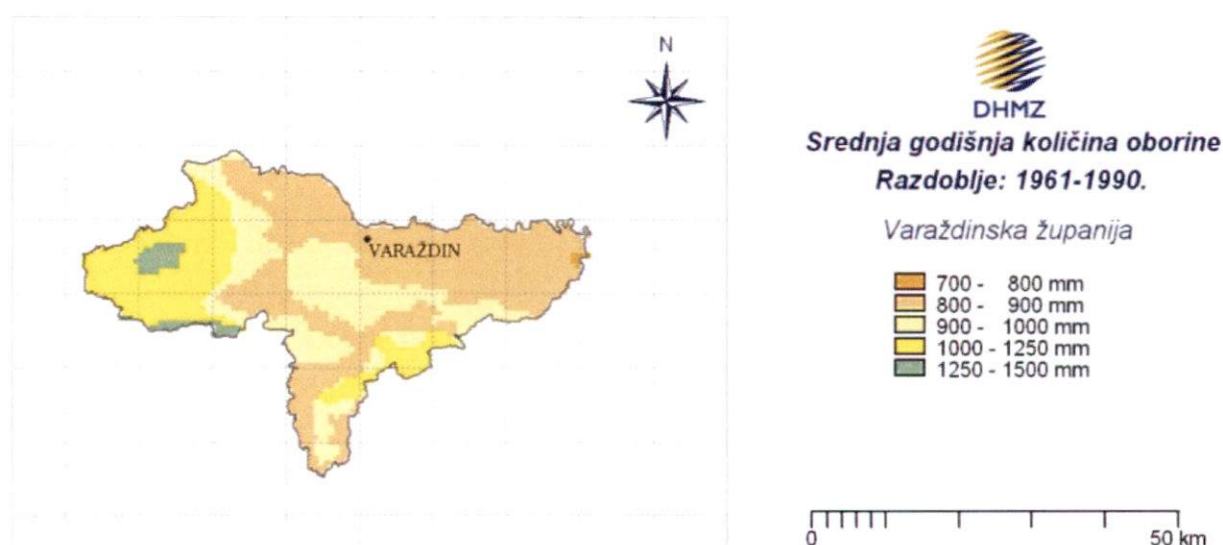 N
VARAŽDIN
DHMZ
Srednja godišnja količina oborine
Razdoblje: 1961-1990.
Varaždinska županija
700 - 800 mm
800 - 900 mm
900 - 1000 mm
1000 - 1250 mm
1250 - 1500 mm
0 50 km